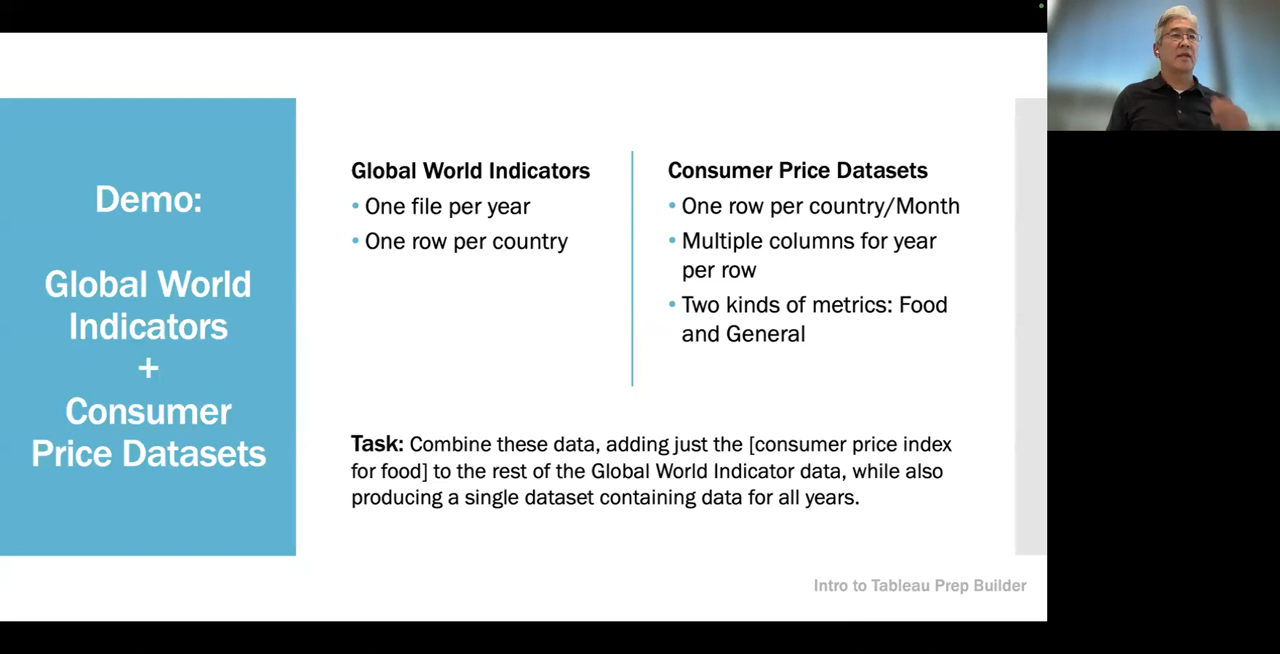 Demo:
Global World
Indicators
+
Consumer
Price Datasets
Global World Indicators
• One file per year
• One row per country
Consumer Price Datasets
• One row per country/Month
• Multiple columns for year
per row
• Two kinds of metrics: Food
and General
Task: Combine these data, adding just the [consumer price index
for food] to the rest of the Global World Indicator data, while also
producing a single dataset containing data for all years.
Intro to Tableau Prep Builder